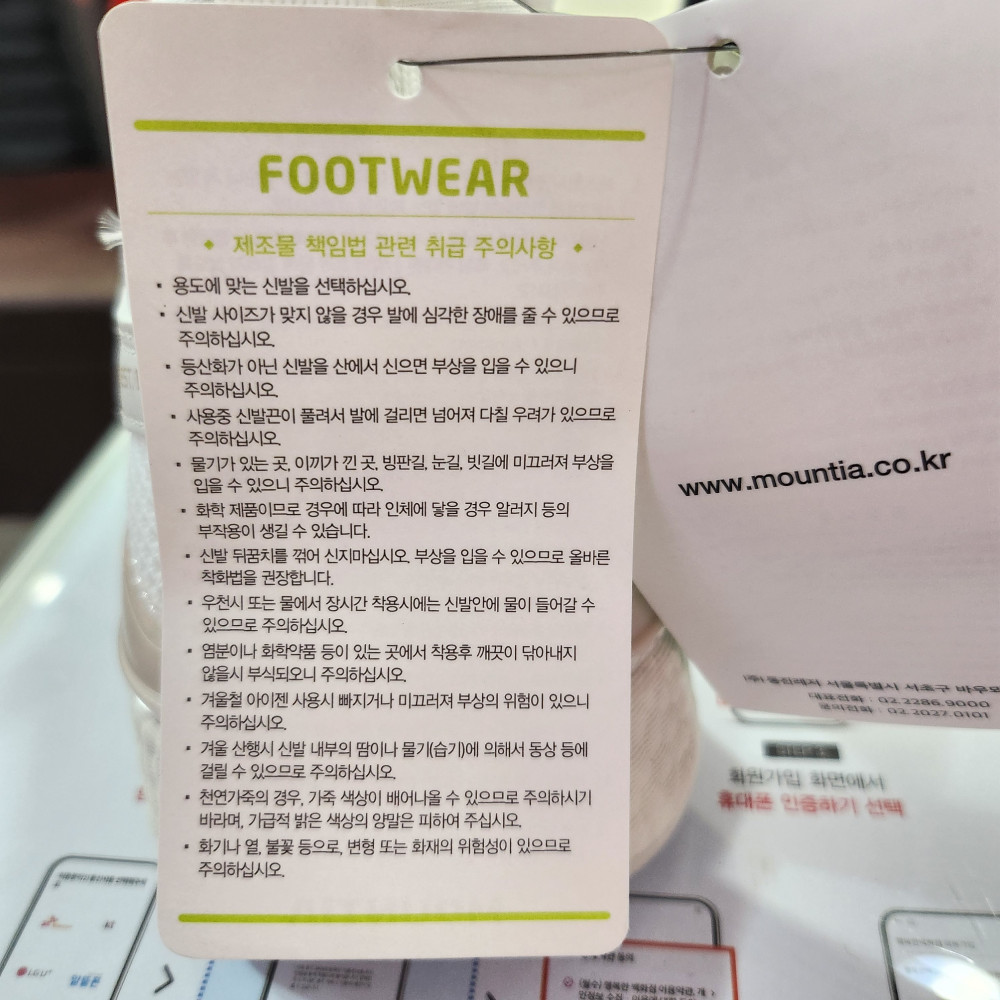 FOOTWEAR
제조물 책임법 관련 취급 주의사항
· 용도에 맞는 신발을 선택하십시오.
· 신발 사이즈가 맞지 않을 경우 발에 심각한 장애를 줄 수 있으므로
주의하십시오.
· 등산화가 아닌 신발을 산에서 신으면 부상을 입을 수 있으니
주의하십시오.
· 사용중 신발끈이 풀려서 발에 걸리면 넘어져 다칠 우려가 있으므로
주의하십시오.
· 물기가 있는 곳, 이끼가 낀 곳, 빙판길, 눈길, 빗길에 미끄러져 부상을
입을 수 있으니 주의하십시오.
· 화학 제품이므로 경우에 따라 인체에 닿을 경우 알러지 등의
부작용이 생길 수 있습니다.
· 신발 뒤꿈치를 꺾어 신지마십시오. 부상을 입을 수 있으므로 올바른
착화법을 권장합니다.
· 우천시 또는 물에서 장시간 착용시에는 신발안에 물이 들어갈 수
있으므로 주의하십시오.
· 염분이나 화학약품 등이 있는 곳에서 착용후 깨끗이 닦아내지
않을시 부식되오니 주의하십시오.
· 겨울철 아이젠 사용시 빠지거나 미끄러져 부상의 위험이 있으니
주의하십시오.
· 겨울 산행시 신발 내부의 땀이나 물기(습기)에 의해서 동상 등에
걸릴 수 있으므로 주의하십시오.
· 천연가죽의 경우, 가죽 색상이 배어나올 수 있으므로 주의하시기
바라며, 가급적 밝은 색상의 양말은 피하여 주십시오.
· 화기나 열, 불꽃 등으로, 변형 또는 화재의 위험성이 있으므로
주의하십시오.
www.mountia.co.kr
서울특별시 서초구
대표전화 : 02.2286.9000
문의전화 : 02.2027.0101
회원가입 화면에서
휴대폰 인증하기 선택
kt
LG U+
알뜰폰